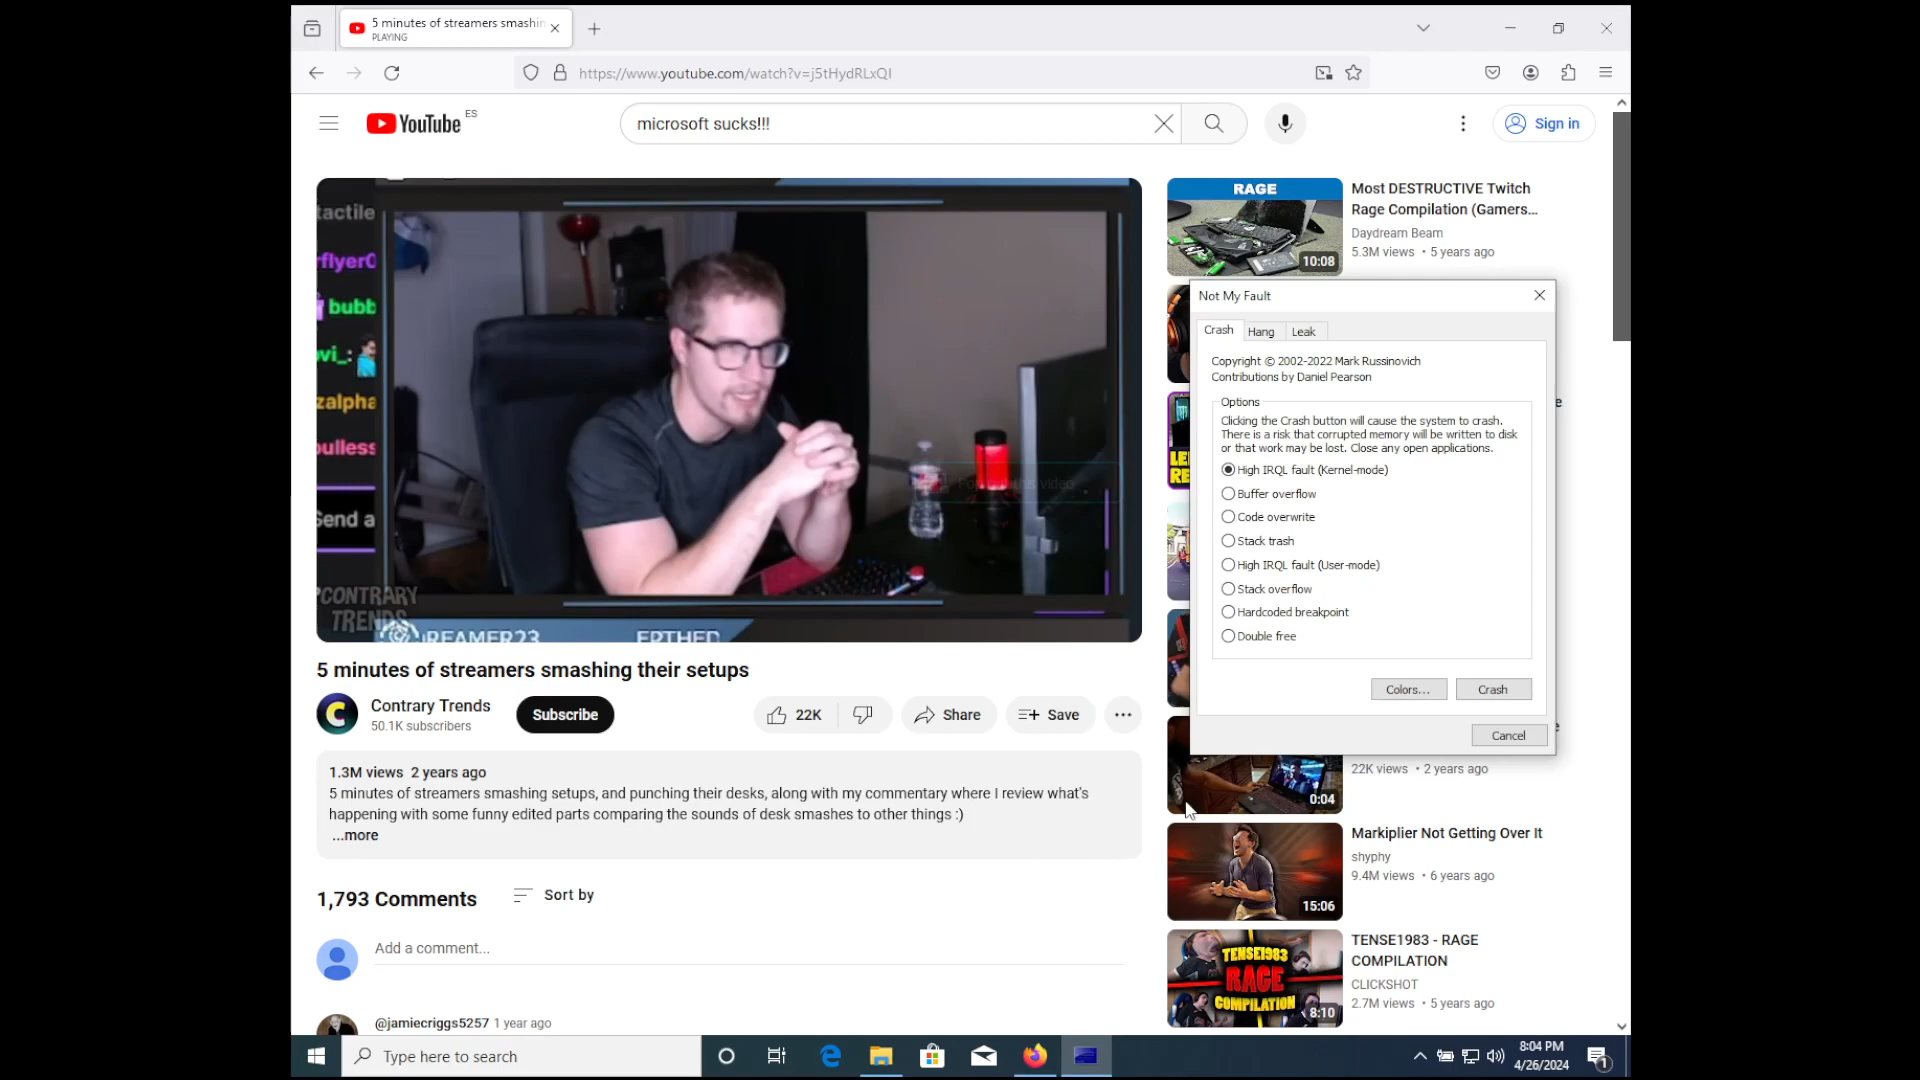 5 minutes of streamers smashin
PLAYING
https://www.youtube.com/watch?v=j5tHydRLxQI
YouTube ES
microsoft sucks!!!
Sign in
tactile
rflyer0
bubb
ovi_:
zalpha
oulless
Send a
CONTRARY
TRENDS
REAMER23
5 minutes of streamers smashing their setups
Contrary Trends
50.1K subscribers
Subscribe
22K
Share
Save
1.3M views 2 years ago
5 minutes of streamers smashing setups, and punching their desks, along with my commentary where I review what's
happening with some funny edited parts comparing the sounds of desk smashes to other things :)
...more
1,793 Comments
Sort by
Add a comment...
@jamiecriggs5257 1 year ago
RAGE
10:08
Most DESTRUCTIVE Twitch
Rage Compilation (Gamers...
Daydream Beam
5.3M views • 5 years ago
Not My Fault
Crash
Hang
Leak
Copyright © 2002-2022 Mark Russinovich
Contributions by Daniel Pearson
Options
Clicking the Crash button will cause the system to crash.
There is a risk that corrupted memory will be written to disk
or that work may be lost. Close any open applications.
High IRQL fault (Kernel-mode)
Buffer overflow
Code overwrite
Stack trash
High IRQL fault (User-mode)
Stack overflow
Hardcoded breakpoint
Double free
Colors...
Crash
Cancel
22K views • 2 years ago
0:04
Markiplier Not Getting Over It
shyphy
9.4M views • 6 years ago
15:06
TENSE1983 - RAGE
COMPILATION
CLICKSHOT
2.7M views • 5 years ago
TENSE1983
RAGE
COMPILATION
8:10
Type here to search
8:04 PM
4/26/2024
1